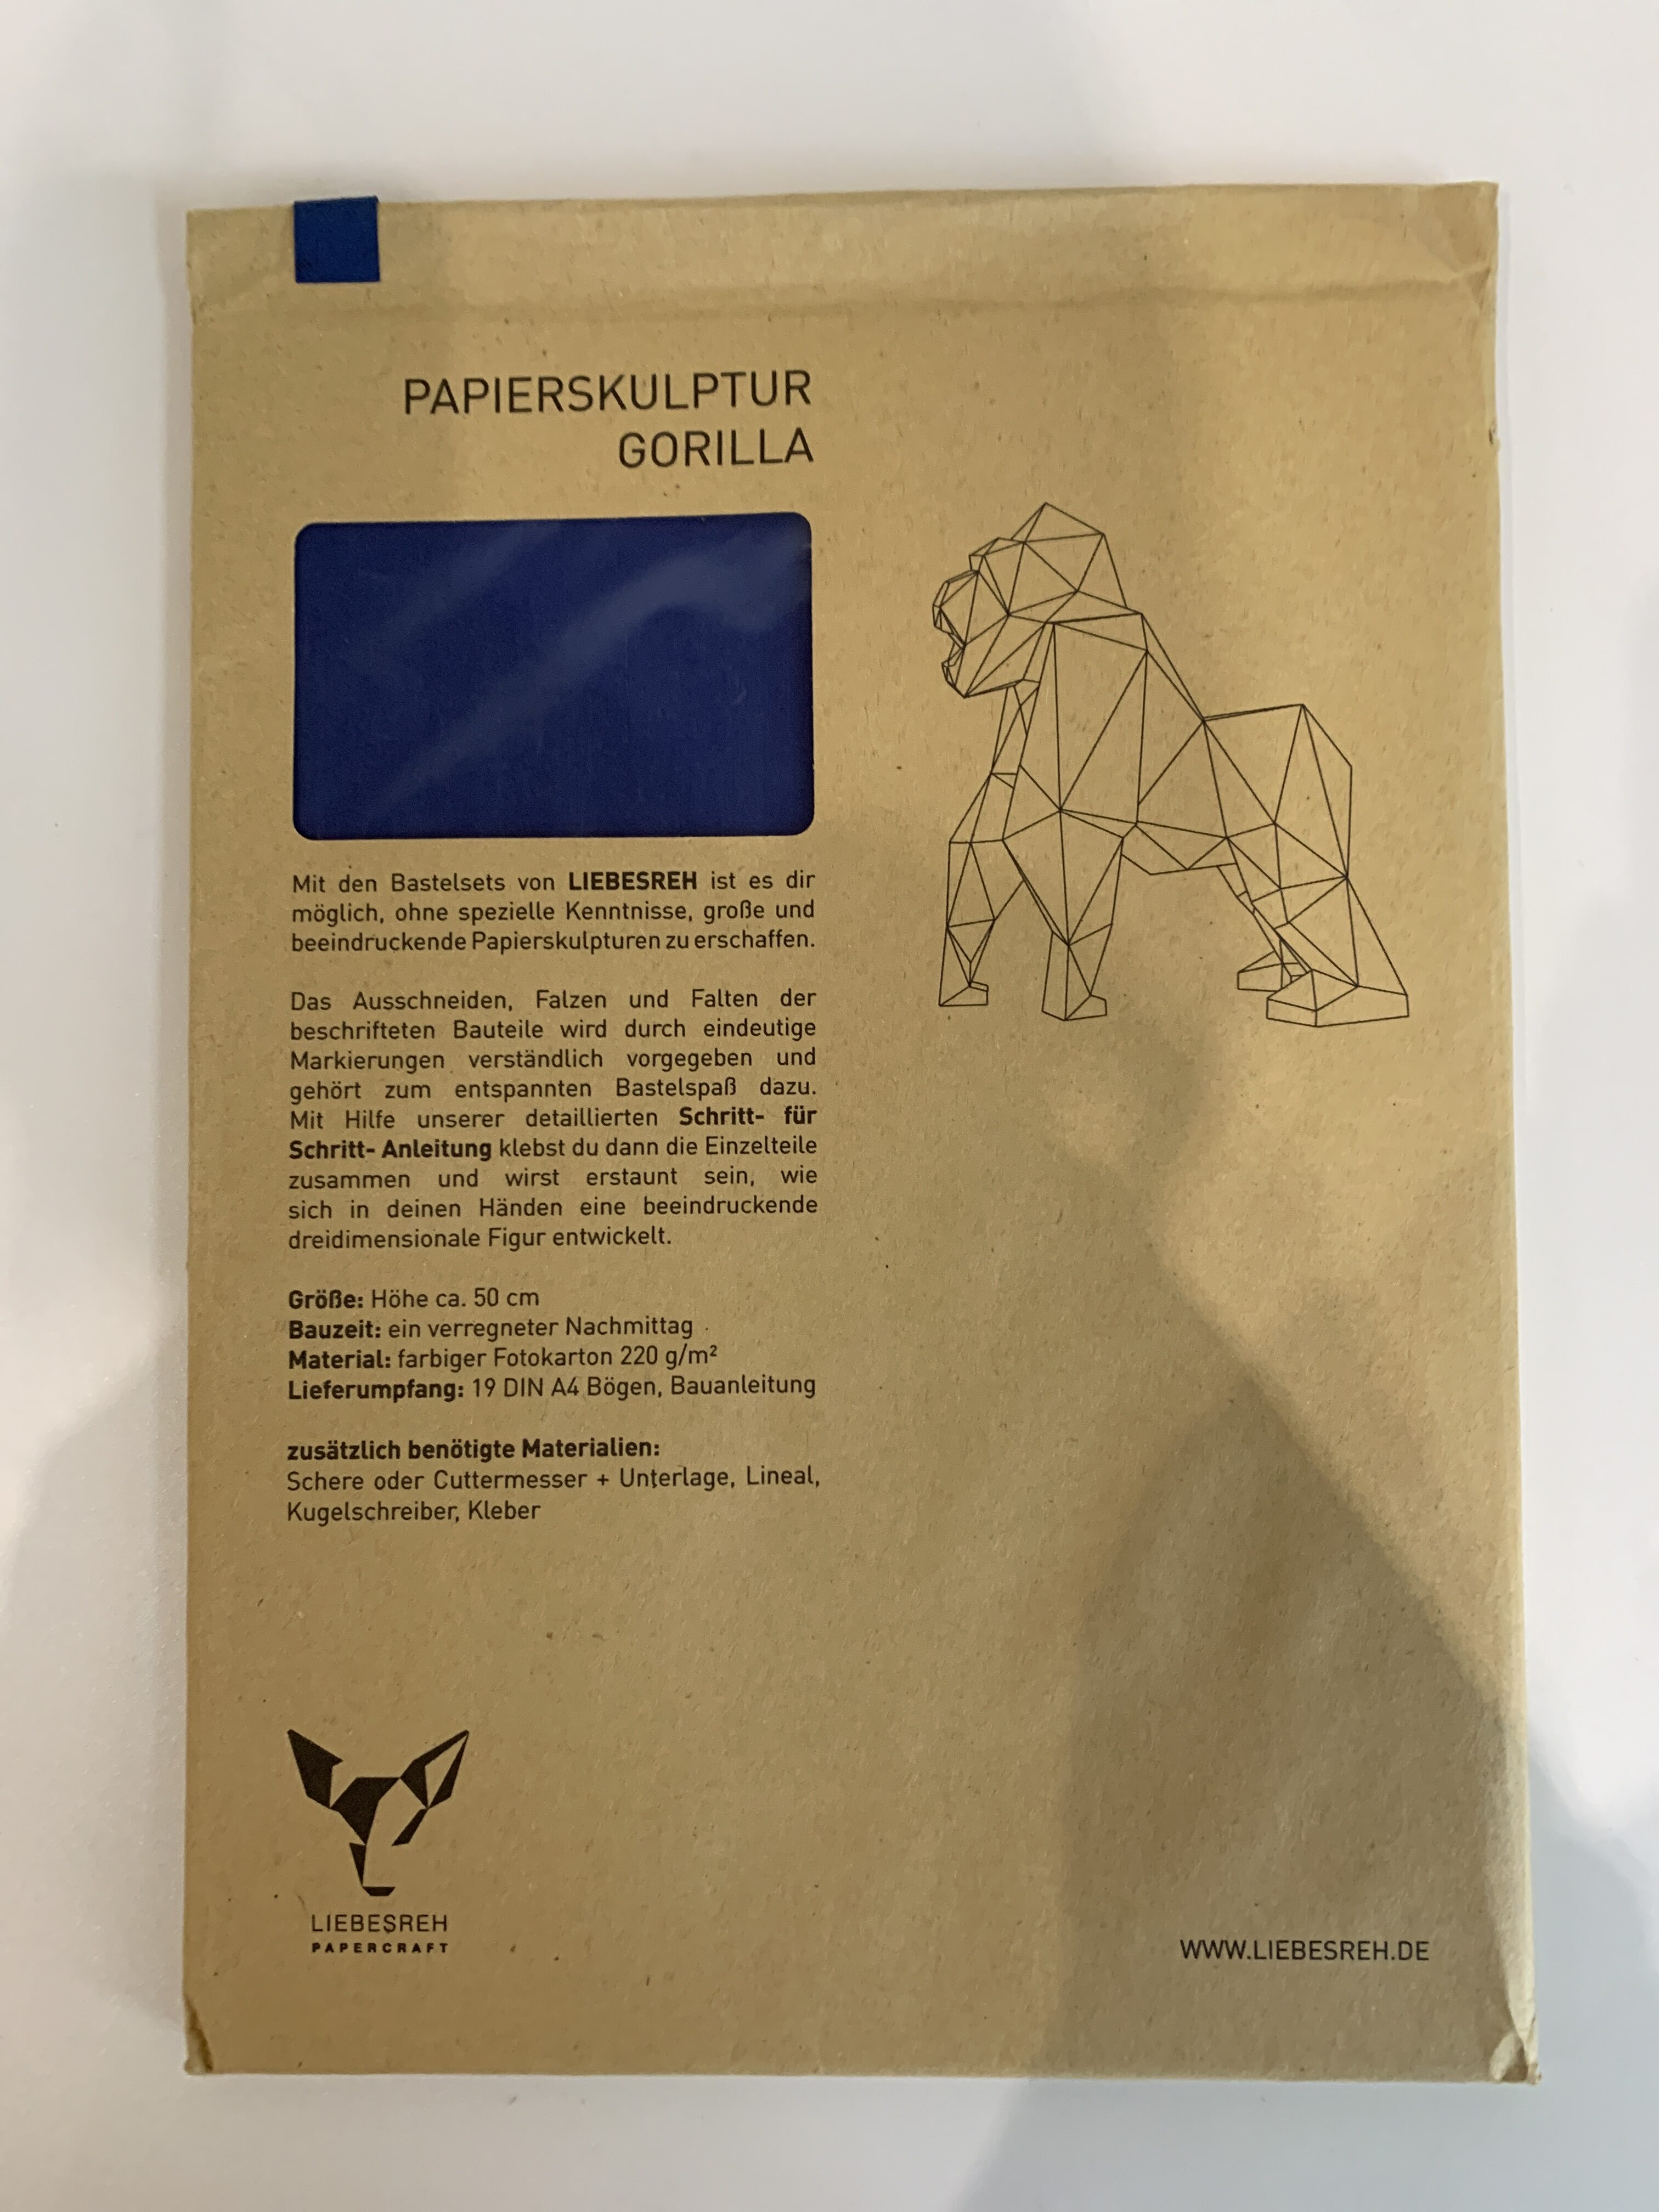 PAPIERSKULPTUR
GORILLA
Mit den Bastelsets von LIEBESREH ist es dir
möglich, ohne spezielle Kenntnisse, große und
beeindruckende Papierskulpturen zu erschaffen.
Das Ausschneiden, Falzen und Falten der
beschrifteten Bauteile wird durch eindeutige
Markierungen verständlich vorgegeben und
gehört zum entspannten Bastelspaß dazu.
Mit Hilfe unserer detaillierten Schritt- für
Schritt- Anleitung klebst du dann die Einzelteile
zusammen und wirst erstaunt sein, wie
sich in deinen Händen eine beeindruckende
dreidimensionale Figur entwickelt.
Größe: Höhe ca. 50 cm
Bauzeit: ein verregneter Nachmittag
Material: farbiger Fotokarton 220 g/m²
Lieferumpfang: 19 DIN A4 Bögen, Bauanleitung
zusätzlich benötigte Materialien:
Schere oder Cuttermesser + Unterlage, Lineal,
Kugelschreiber, Kleber
LIEBESREH
PAPERCRAFT
WWW.LIEBESREH.DE